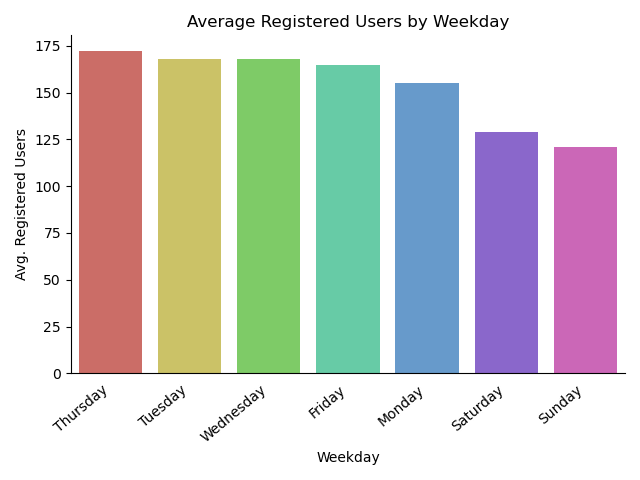 Average Registered Users by Weekday
Avg. Registered Users
175
150
125
100
75
50
25
0
Thursday
Tuesday
Wednesday
Friday
Monday
Saturday
Sunday
Weekday